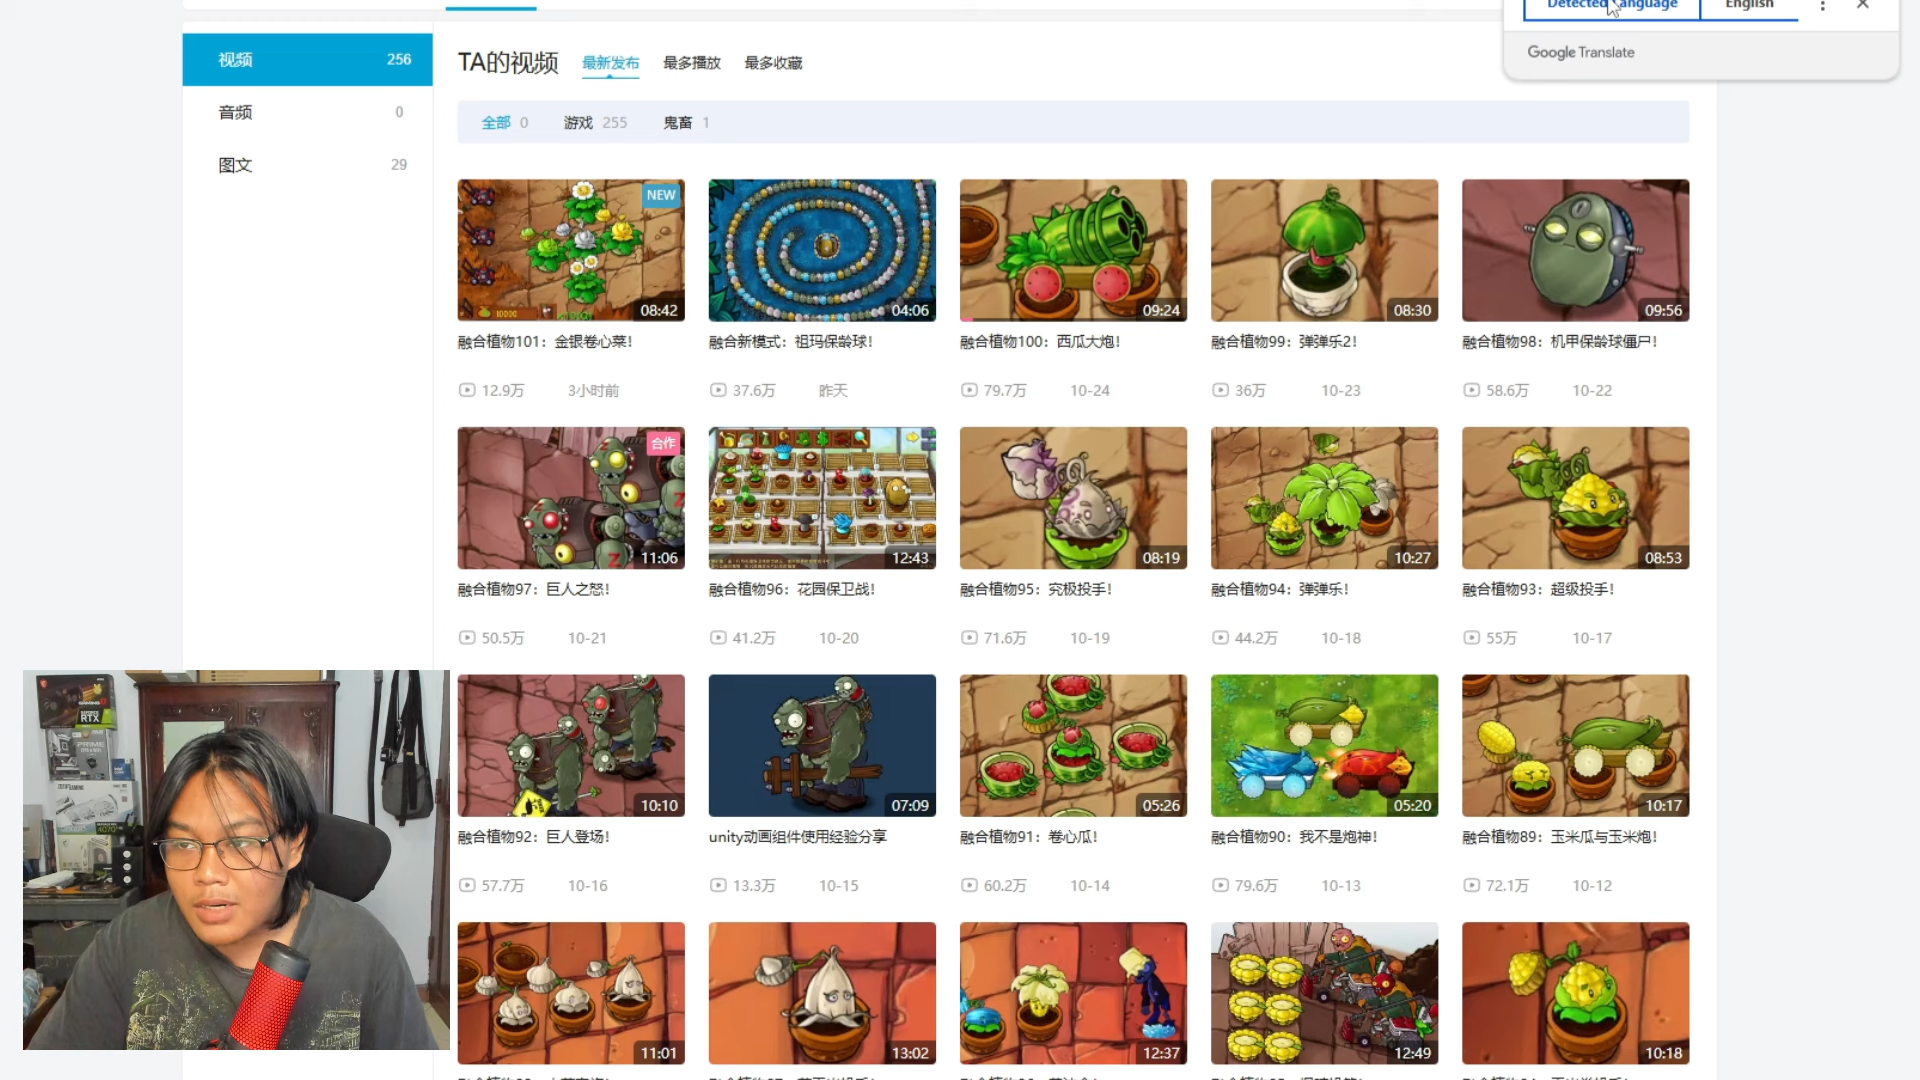 Detected Language
English
Google Translate
视频 256
音频 0
图文 29
TA的视频 最新发布 最多播放 最多收藏
全部 0 游戏 255 鬼畜 1
NEW
10000
08:42
04:06
09:24
08:30
09:56
融合植物101：金银卷心菜！
融合新模式：祖玛保龄球！
融合植物100：西瓜大炮！
融合植物99：弹弹乐2！
融合植物98：机甲保龄球僵尸！
12.9万 3小时前
37.6万 昨天
79.7万 10-24
36万 10-23
58.6万 10-22
合作
11:06
12:43
08:19
10:27
08:53
融合植物97：巨人之怒！
融合植物96：花园保卫战！
融合植物95：究极投手！
融合植物94：弹弹乐！
融合植物93：超级投手！
50.5万 10-21
41.2万 10-20
71.6万 10-19
44.2万 10-18
55万 10-17
10:10
07:09
05:26
05:20
10:17
融合植物92：巨人登场！
unity动画组件使用经验分享
融合植物91：卷心瓜！
融合植物90：我不是炮神！
融合植物89：玉米瓜与玉米炮！
57.7万 10-16
13.3万 10-15
60.2万 10-14
79.6万 10-13
72.1万 10-12
11:01
13:02
12:37
12:49
10:18
RTX
PRIME